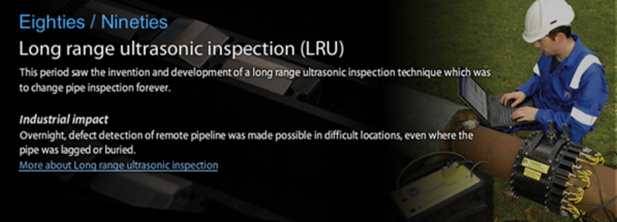 Eighties / Nineties
Long range ultrasonic inspection (LRU)
This period saw the invention and development of a long range ultrasonic inspection technique which was
to change pipe inspection forever.
Industrial impact
Overnight, defect detection of remote pipeline was made possible in difficult locations, even where the
pipe was lagged or buried.
More about Long range ultrasonic inspection